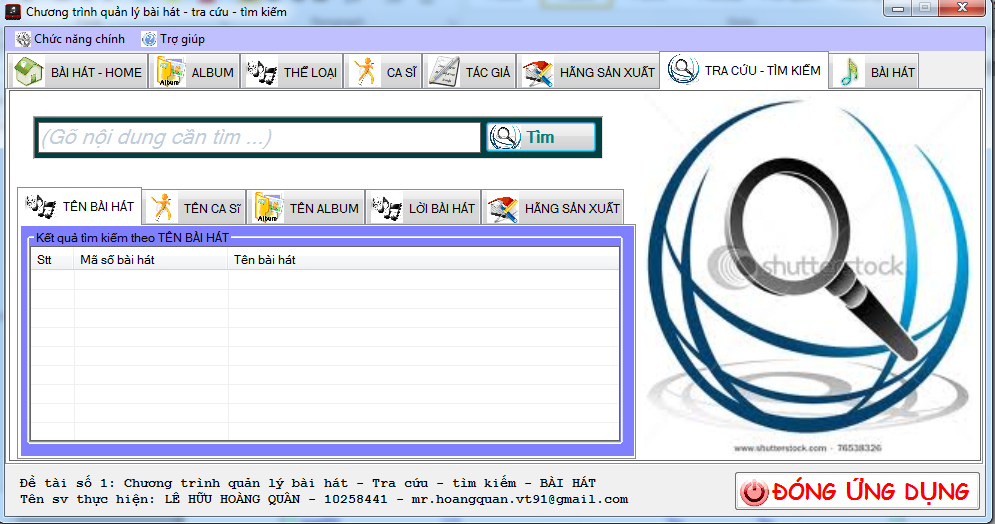 Chương trình quản lý bài hát - tra cứu - tìm kiếm
Chức năng chính Trợ giúp
BÀI HÁT - HOME Album ALBUM THỂ LOẠI CA SĨ TÁC GIẢ HÃNG SẢN XUẤT TRA CỨU - TÌM KIẾM BÀI HÁT
(Gõ nội dung cần tìm ...) Tìm
TÊN BÀI HÁT TÊN CA SĨ Album TÊN ALBUM LỜI BÀI HÁT HÃNG SẢN XUẤT
Kết quả tìm kiếm theo TÊN BÀI HÁT
Stt Mã số bài hát Tên bài hát
shutterstock
www.shutterstock.com · 76538326
Đề tài số 1: Chương trình quản lý bài hát - Tra cứu - tìm kiếm - BÀI HÁT
Tên sv thực hiện: LÊ HỮU HOÀNG QUÂN - 10258441 - mr.hoangquan.vt91@gmail.com
ĐÓNG ỨNG DỤNG